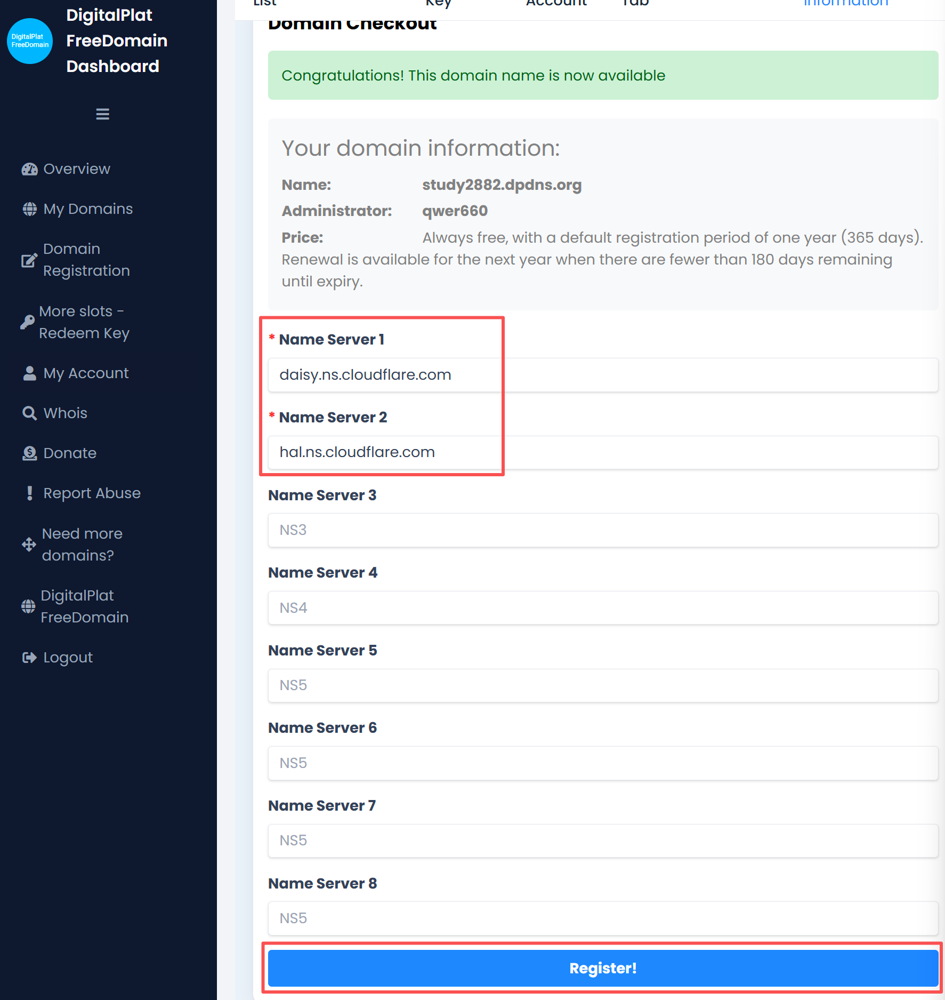 DigitalPlat
FreeDomain
DigitalPlat
FreeDomain
Dashboard
Overview
My Domains
Domain
Registration
More slots -
Redeem Key
My Account
Whois
Donate
Report Abuse
Need more
domains?
DigitalPlat
FreeDomain
Logout
List Key Account Tab Information
Domain Checkout
Congratulations! This domain name is now available
Your domain information:
Name: study2882.dpdns.org
Administrator: qwer660
Price: Always free, with a default registration period of one year (365 days).
Renewal is available for the next year when there are fewer than 180 days remaining
until expiry.
* Name Server 1
daisy.ns.cloudflare.com
* Name Server 2
hal.ns.cloudflare.com
Name Server 3
NS3
Name Server 4
NS4
Name Server 5
NS5
Name Server 6
NS5
Name Server 7
NS5
Name Server 8
NS5
Register!